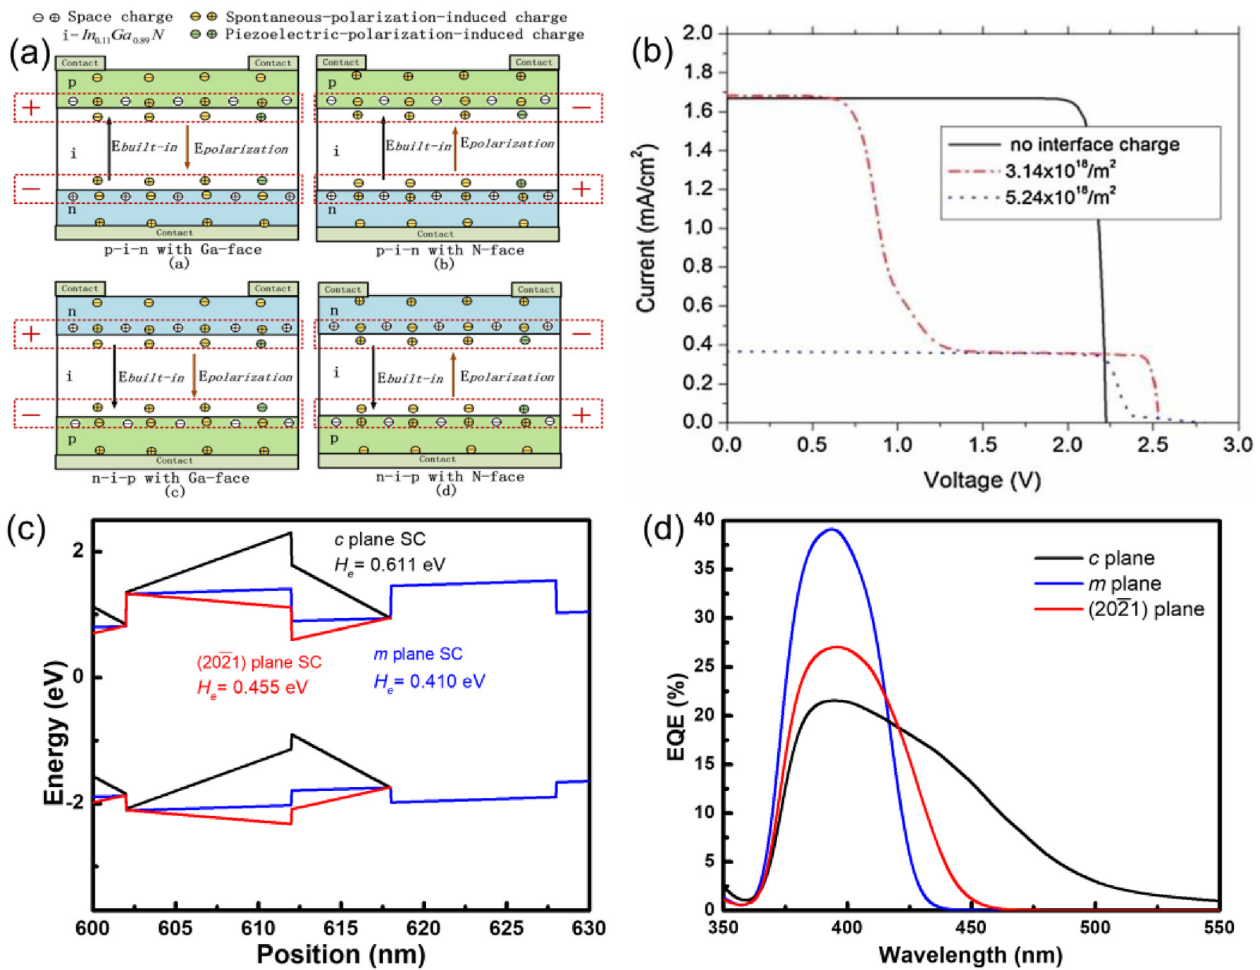 (a)
⊖⊕ Space charge ⊖⊕ Spontaneous-polarization-induced charge
i-In0.11Ga0.89N ⊖⊕ Piezoelectric-polarization-induced charge
Contact Contact
p
+
i
Ebuilt-in Epolarization
−
n
Contact
p-i-n with Ga-face
(a)
Contact Contact
p
−
i
Ebuilt-in Epolarization
+
n
Contact
p-i-n with N-face
(b)
Contact Contact
n
+
i
Ebuilt-in Epolarization
−
p
Contact
n-i-p with Ga-face
(c)
Contact Contact
n
−
i
Ebuilt-in Epolarization
+
p
Contact
n-i-p with N-face
(d)
(b)
Current (mA/cm²)
2.0
1.8
1.6
1.4
1.2
1.0
0.8
0.6
0.4
0.2
0.0
no interface charge
3.14x10¹⁸/m²
5.24x10¹⁸/m²
0.0 0.5 1.0 1.5 2.0 2.5 3.0
Voltage (V)
(c)
Energy (eV)
2
0
-2
c plane SC
He= 0.611 eV
(202̄1) plane SC
He= 0.455 eV
m plane SC
He= 0.410 eV
600 605 610 615 620 625 630
Position (nm)
(d)
EQE (%)
40
35
30
25
20
15
10
5
0
c plane
m plane
(202̄1) plane
350 400 450 500 550
Wavelength (nm)